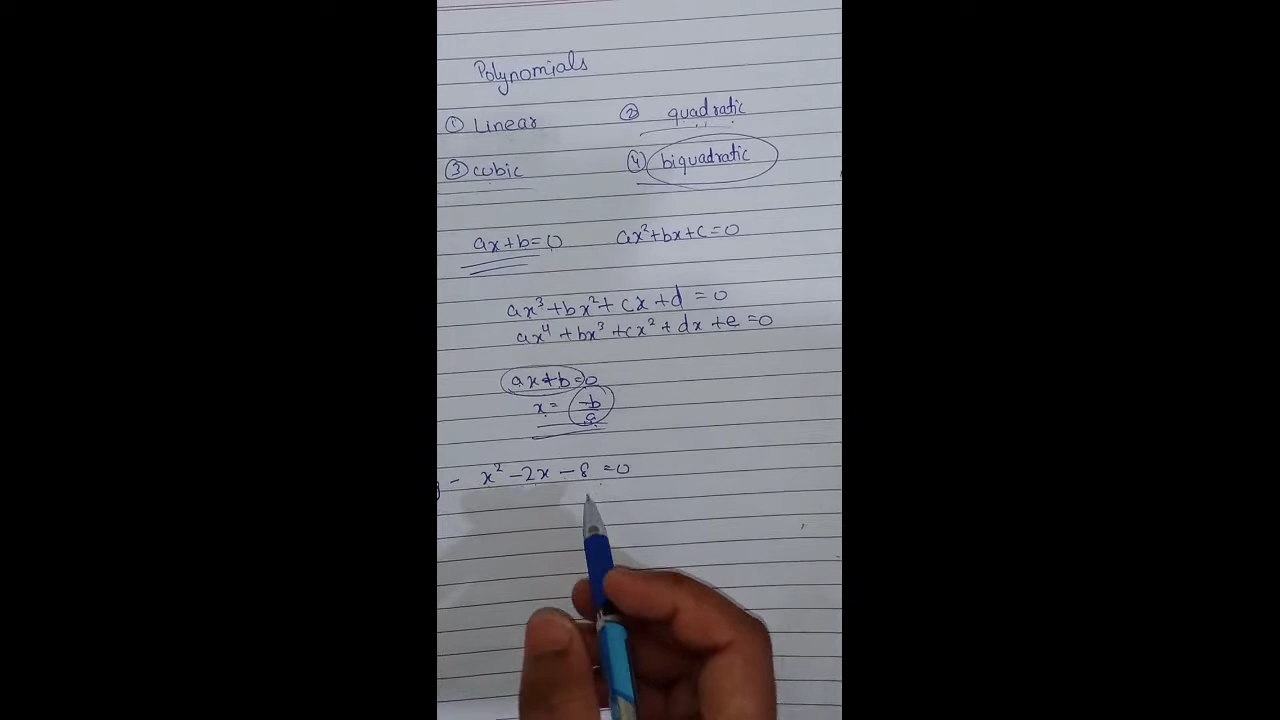 Polynomials
① Linear ② quadratic
③ cubic ④ biquadratic
ax+b=0 ax²+bx+c=0
ax³+bx²+cx+d=0
ax⁴+bx³+cx²+dx+e=0
ax+b=0
x= -b/a
- x²-2x-8=0